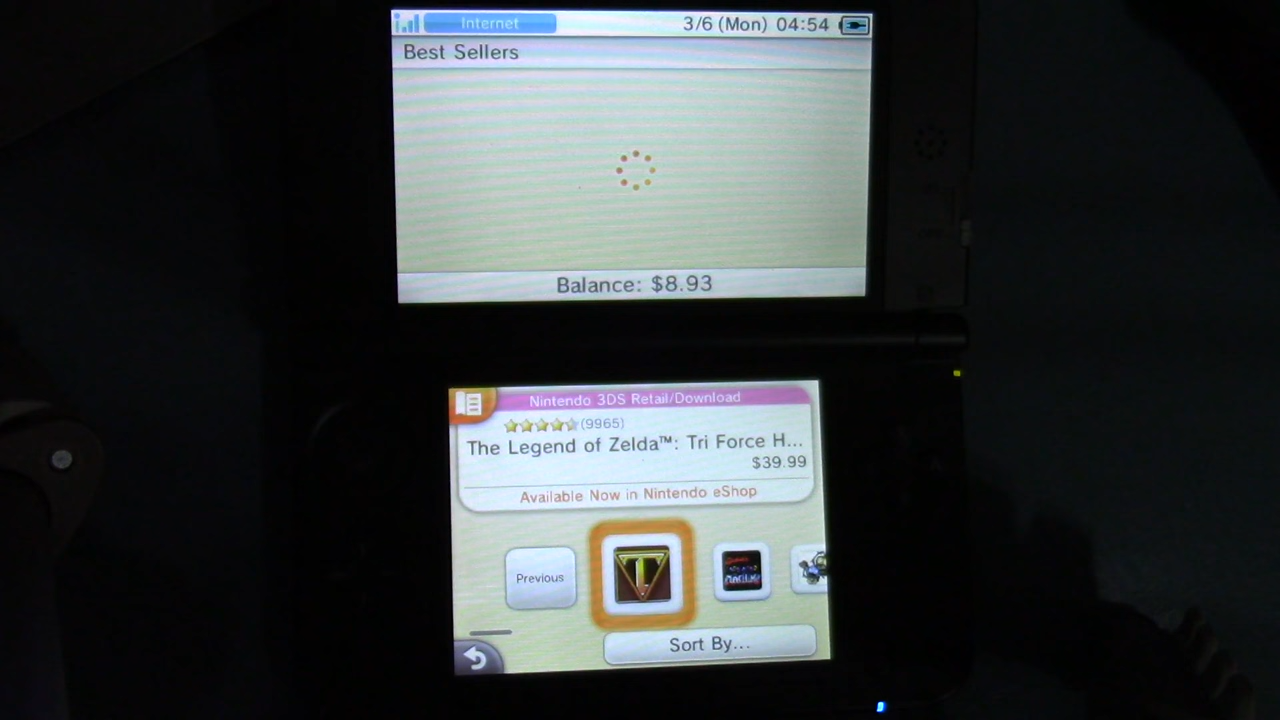 Internet
3/6 (Mon) 04:54
Best Sellers
Balance: $8.93
Nintendo 3DS Retail/Download
(9965)
The Legend of Zelda™: Tri Force H...
$39.99
Available Now in Nintendo eShop
Previous
T
Sort By...